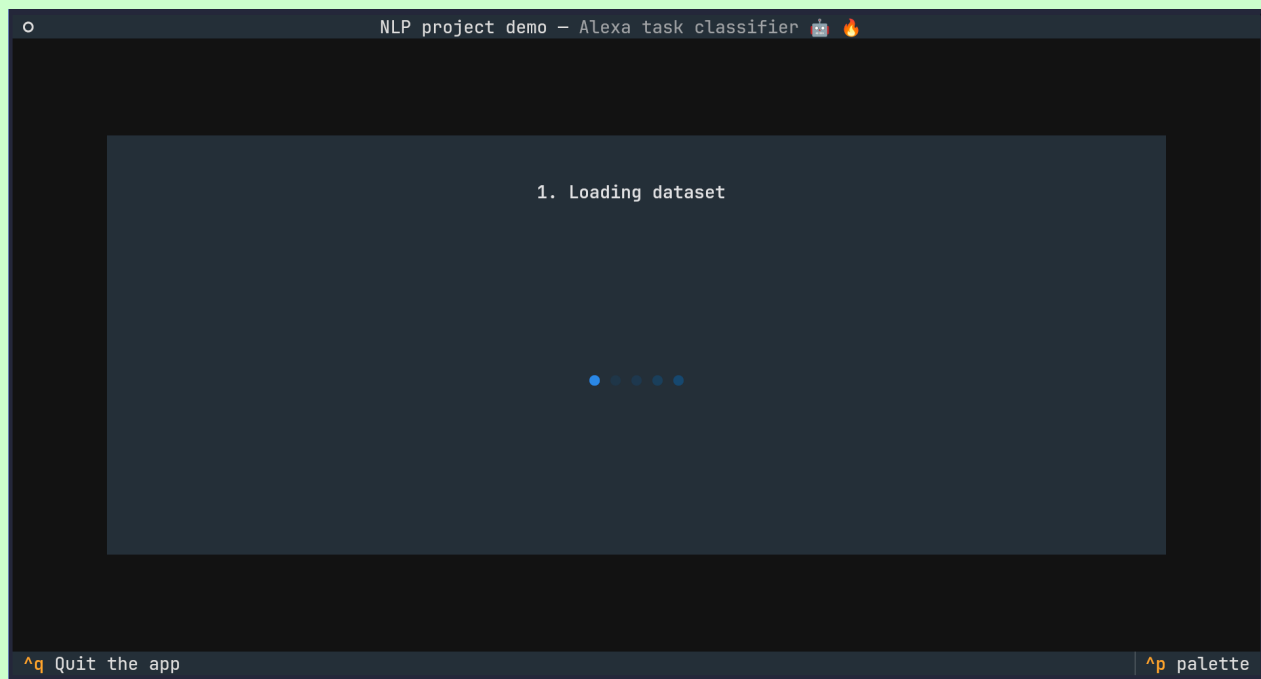 NLP project demo — Alexa task classifier 🤖 🔥
1. Loading dataset
^q Quit the app
^p palette